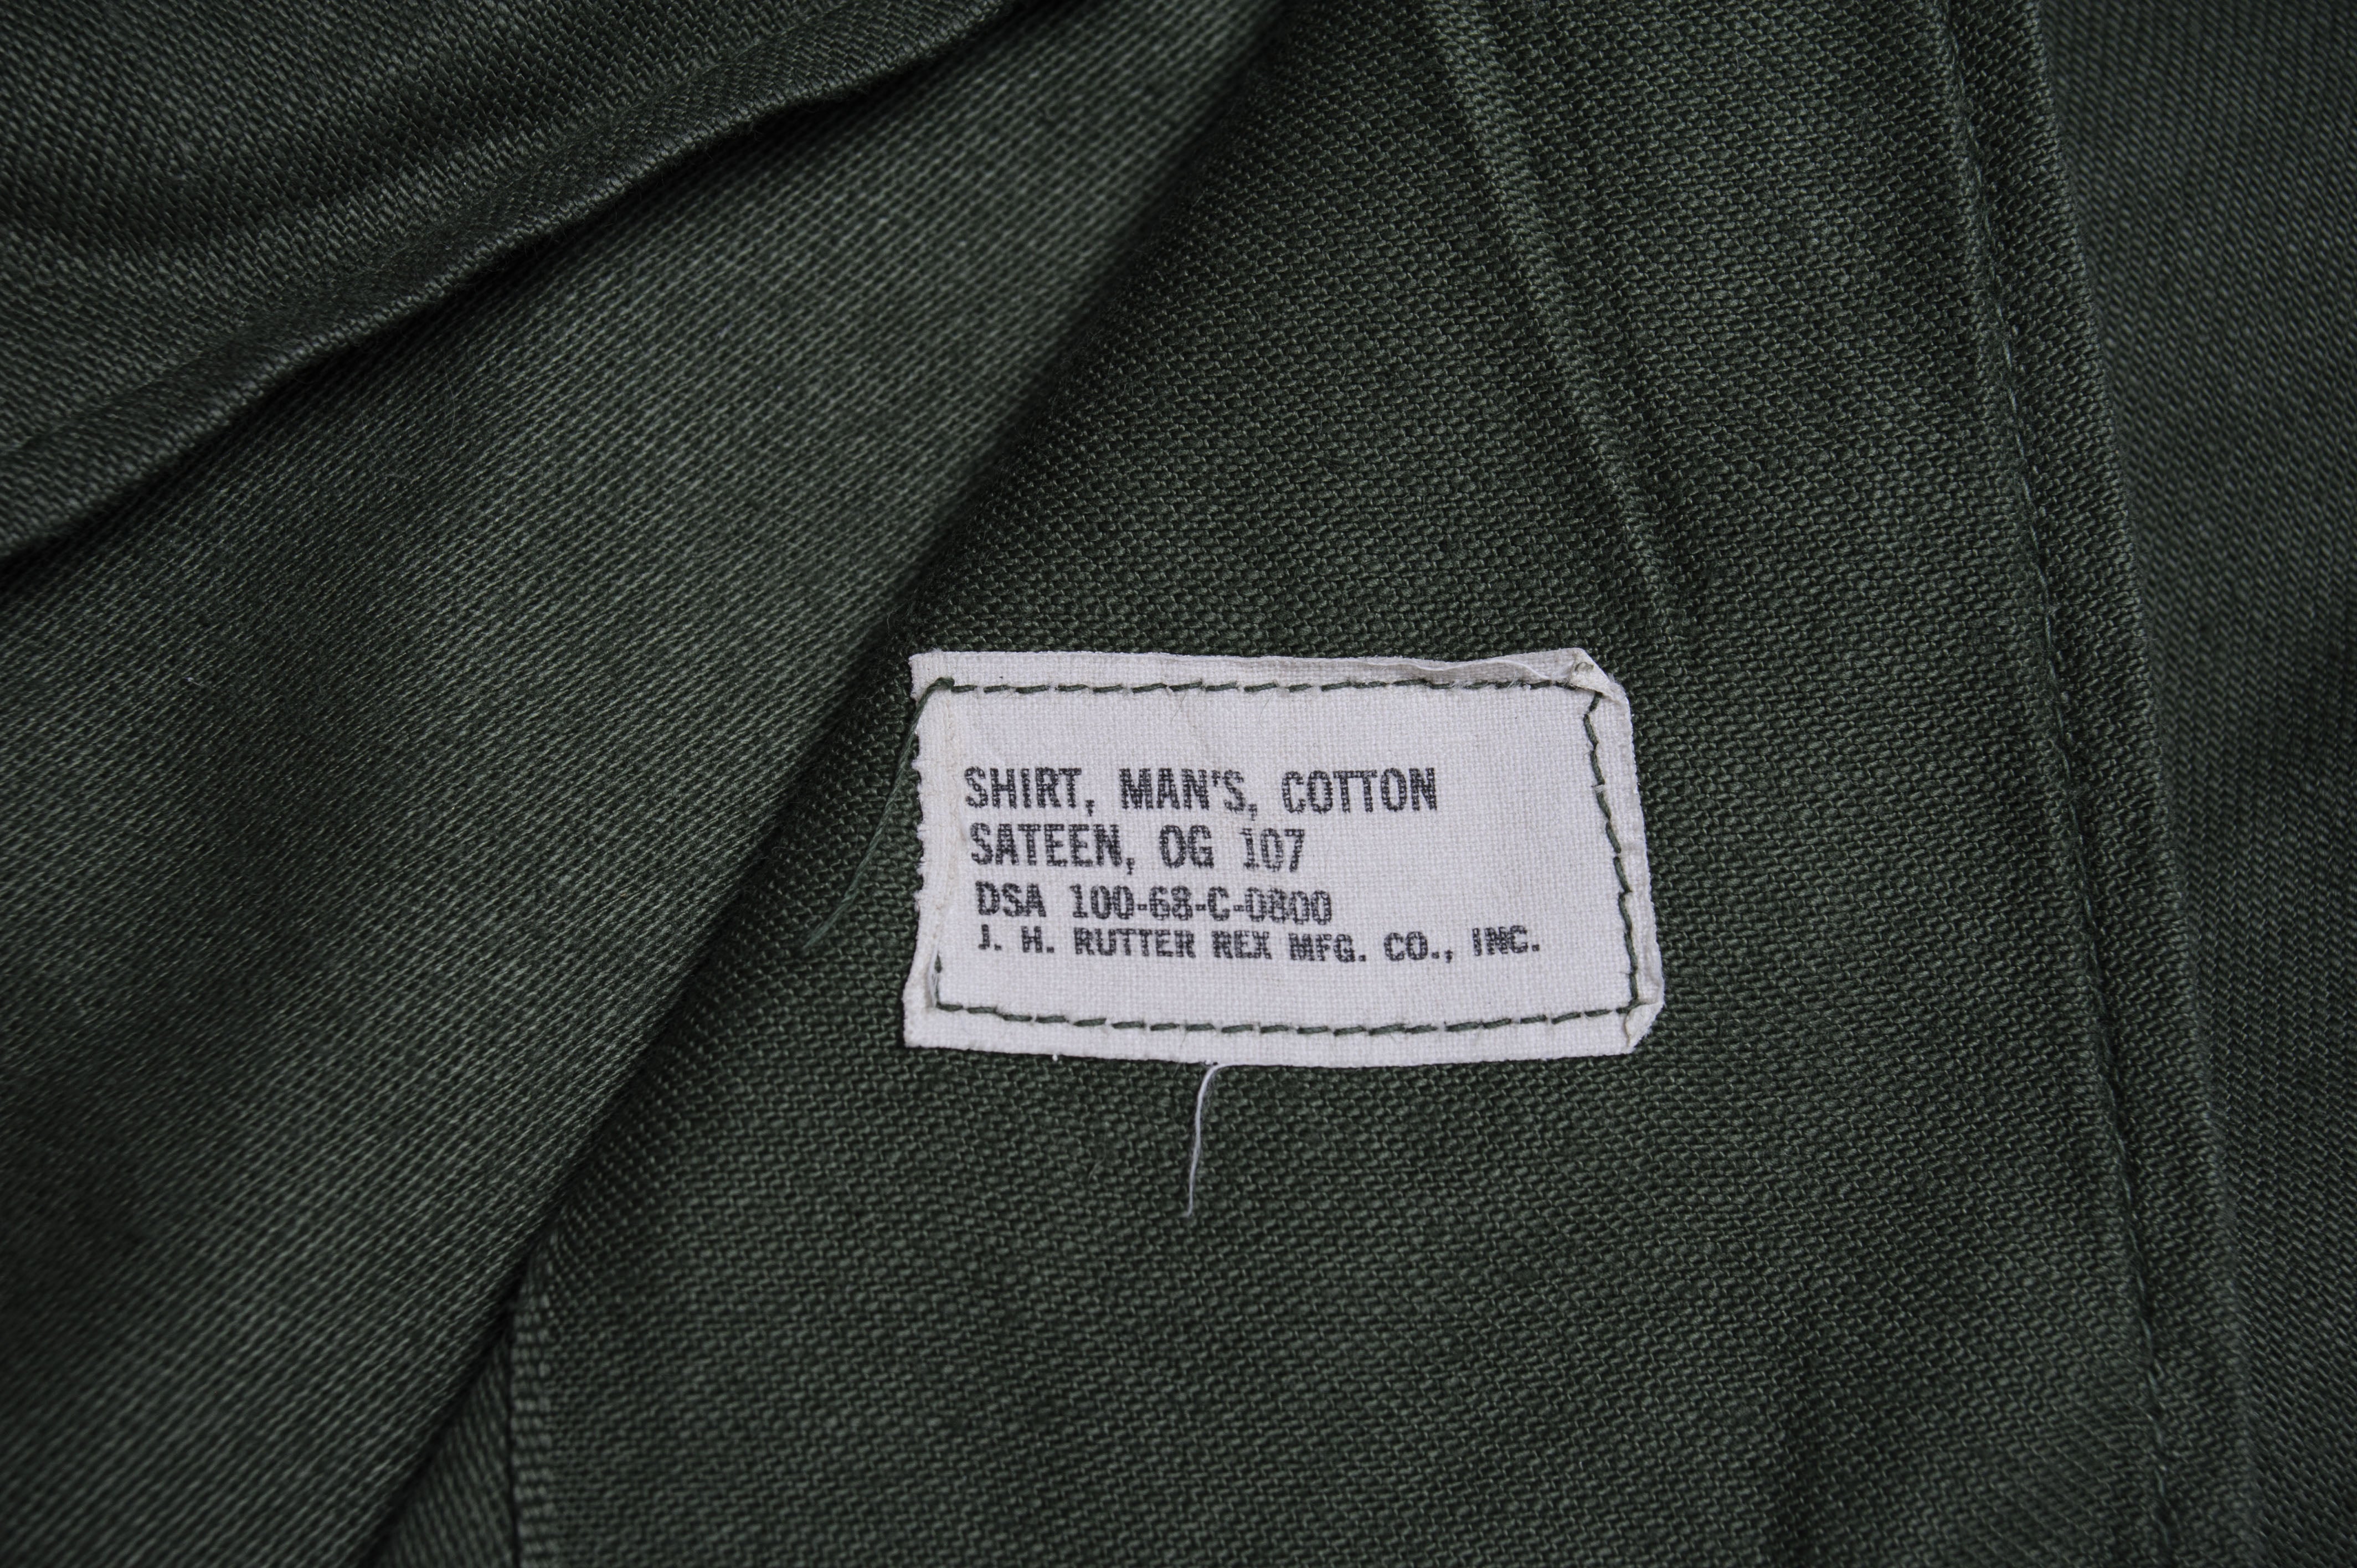 SHIRT, MAN'S, COTTON
SATEEN, OG 107
DSA 100-68-C-0800
J. H. RUTTER REX MFG. CO., INC.